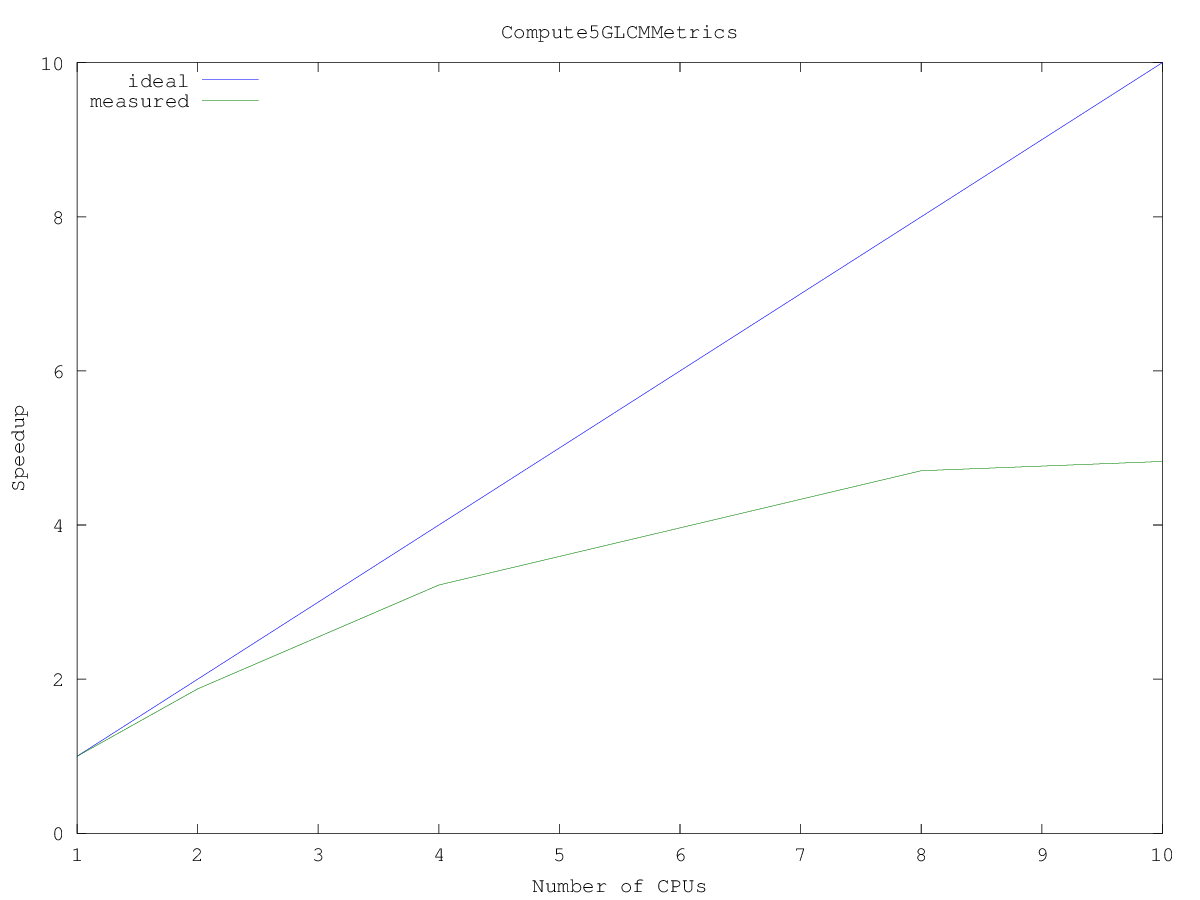 Compute5GLCMMetrics
ideal
measured
10
8
6
4
2
0
Speedup
1 2 3 4 5 6 7 8 9 10
Number of CPUs